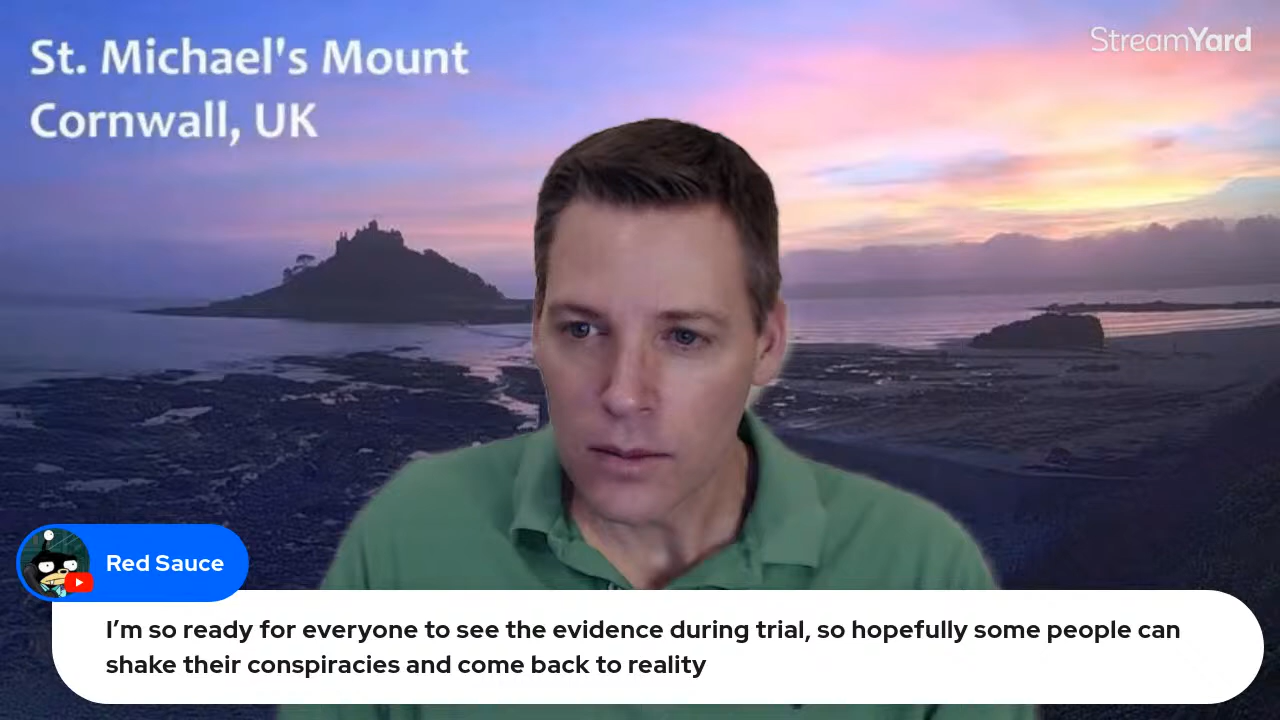 St. Michael's Mount
Cornwall, UK
StreamYard
Red Sauce
I’m so ready for everyone to see the evidence during trial, so hopefully some people can
shake their conspiracies and come back to reality